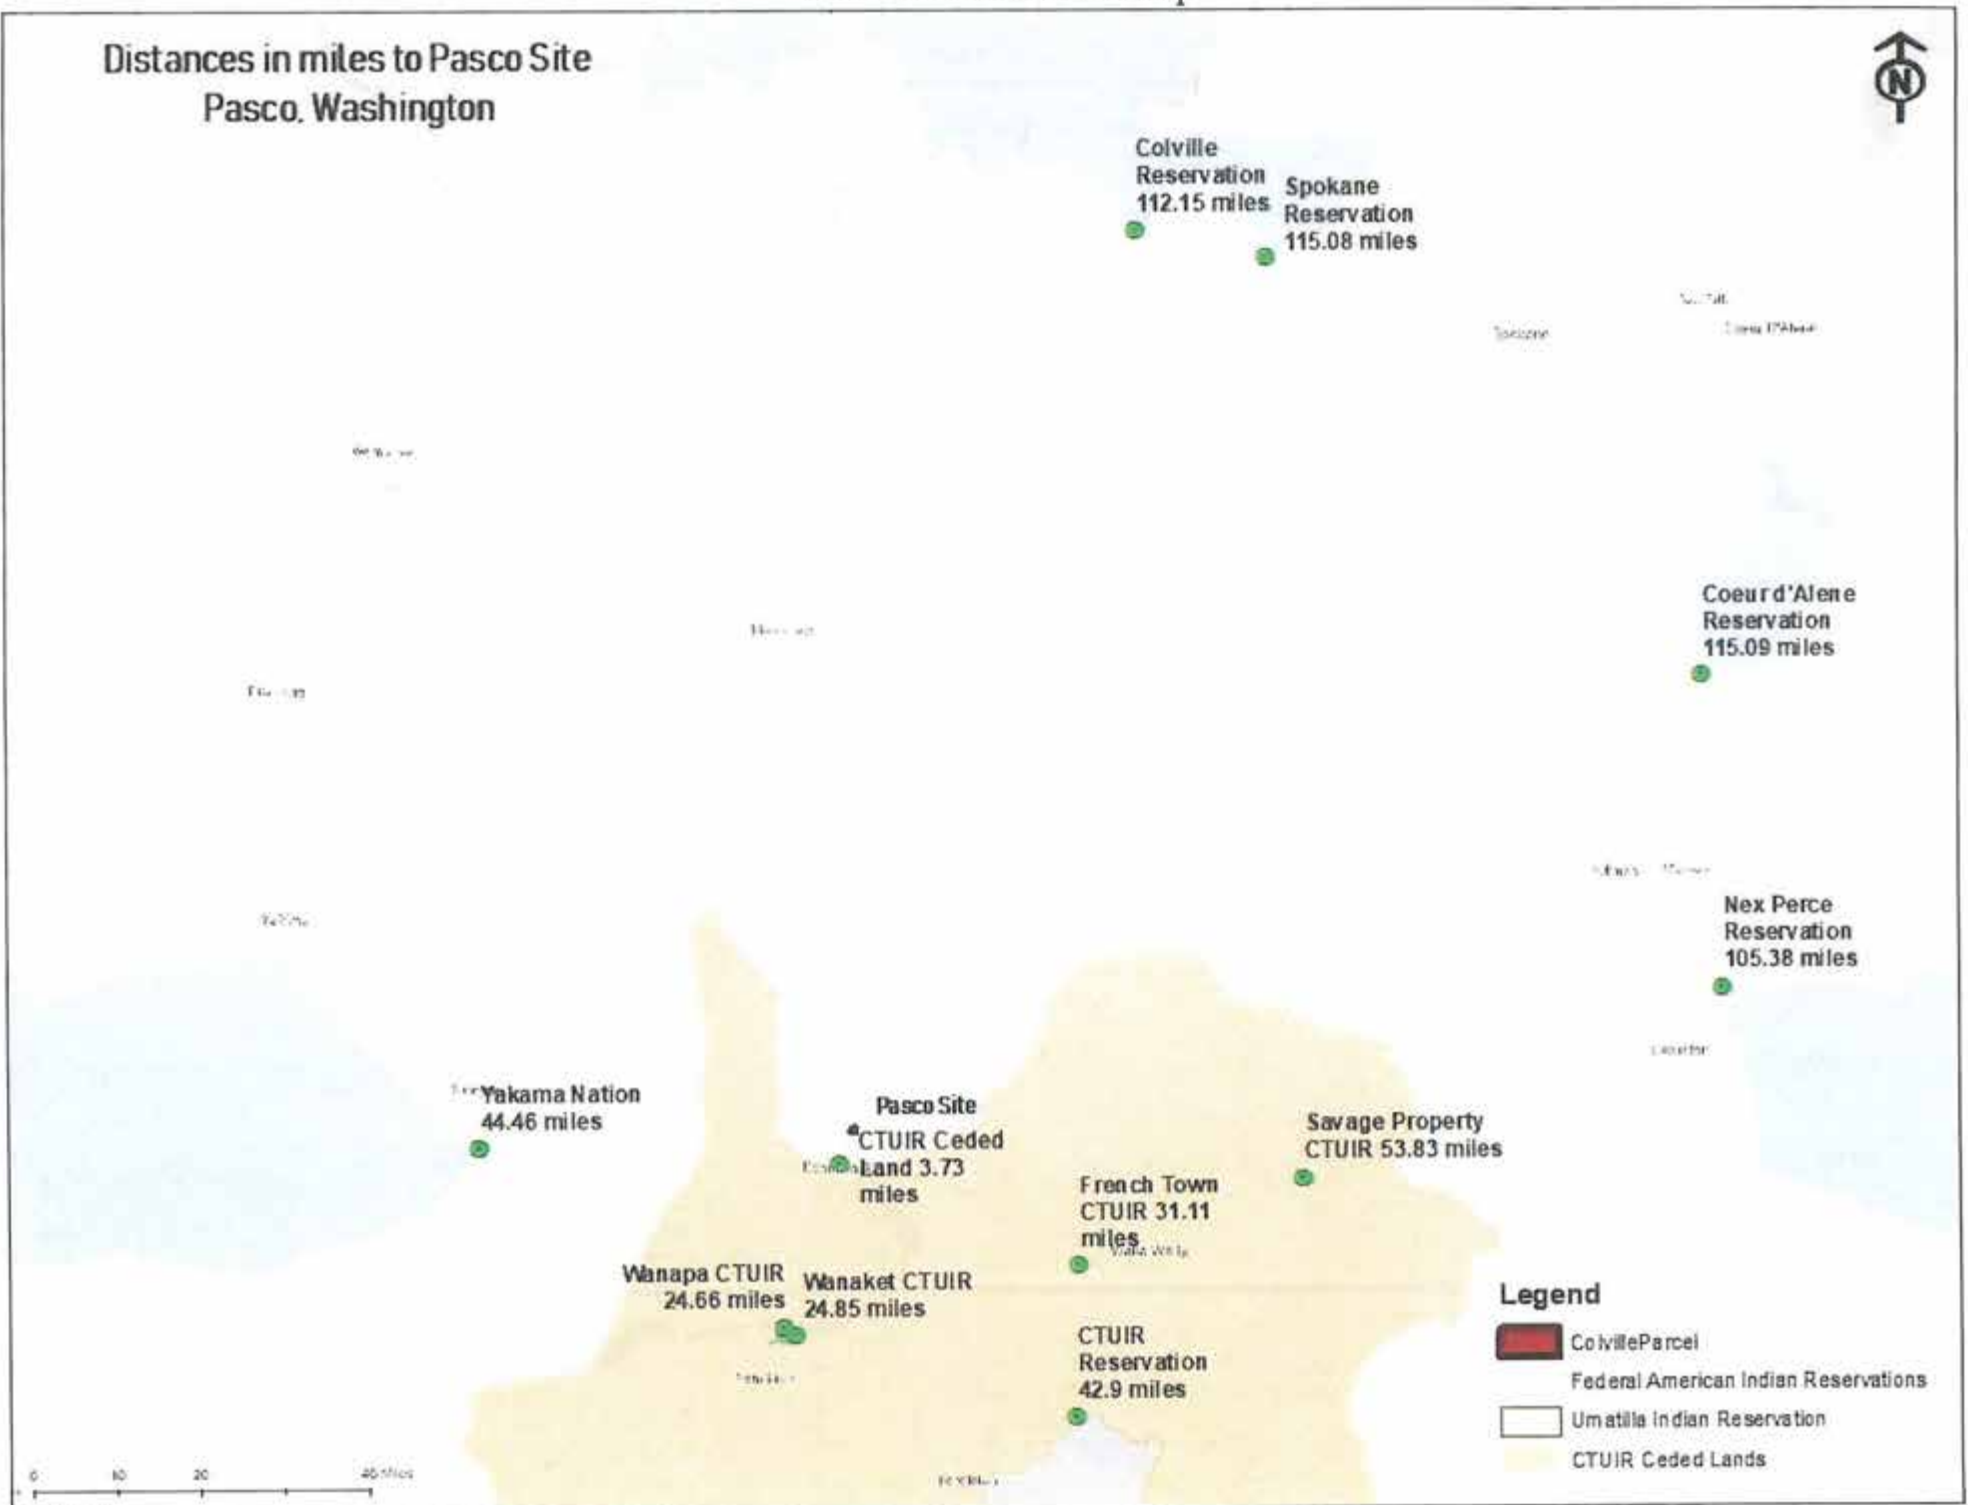 Distances in miles to Pasco Site
Pasco, Washington
N
Colville
Reservation
112.15 miles
Spokane
Reservation
115.08 miles
Spokane
Coeur d'Alene
Reservation
115.09 miles
Nex Perce
Reservation
105.38 miles
Yakama Nation
44.46 miles
Pasco Site
CTUIR Ceded
Land 3.73
miles
Savage Property
CTUIR 53.83 miles
French Town
CTUIR 31.11
miles
Wanapa CTUIR
24.66 miles
Wanaket CTUIR
24.85 miles
CTUIR
Reservation
42.9 miles
Legend
ColvilleParcel
Federal American Indian Reservations
Umatilla Indian Reservation
CTUIR Ceded Lands
0 10 20 40 Miles